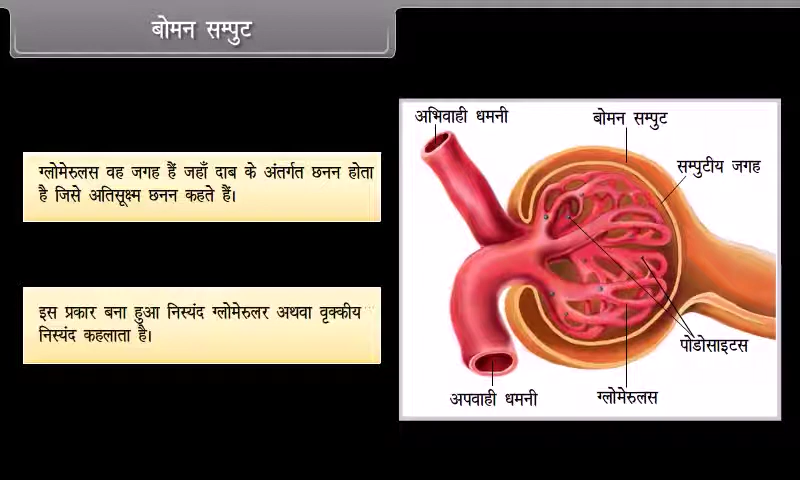 बोमन सम्पुट
ग्लोमेरुलस वह जगह हैं जहाँ दाब के अंतर्गत छनन होता
है जिसे अतिसूक्ष्म छनन कहते हैं।
इस प्रकार बना हुआ निस्यंद ग्लोमेरुलर अथवा वृक्कीय
निस्यंद कहलाता है।
अभिवाही धमनी
बोमन सम्पुट
सम्पुटीय जगह
पोडोसाइटस
ग्लोमेरुलस
अपवाही धमनी